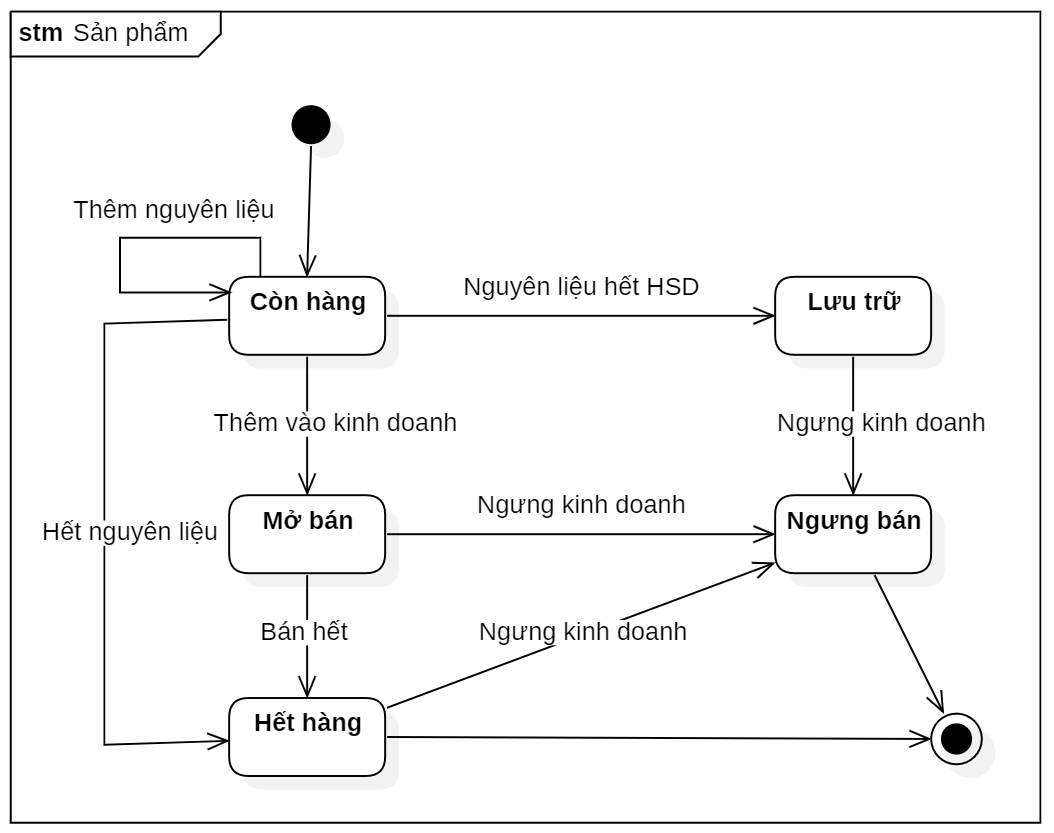 stm Sản phẩm
Thêm nguyên liệu
Nguyên liệu hết HSD
Còn hàng
Lưu trữ
Thêm vào kinh doanh
Ngưng kinh doanh
Ngưng kinh doanh
Mở bán
Ngưng bán
Hết nguyên liệu
Bán hết
Ngưng kinh doanh
Hết hàng